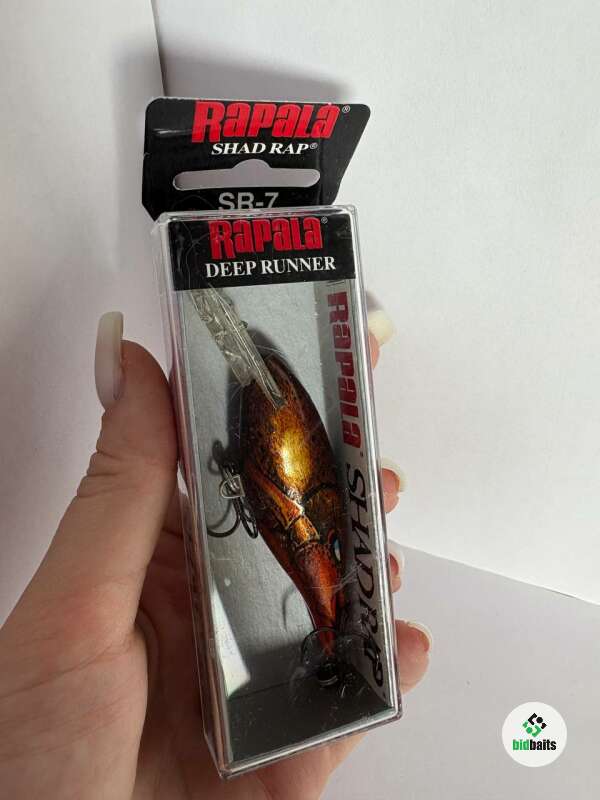 Rapala®
SHAD RAP®
SR-7
Rapala®
DEEP RUNNER
Rapala®
SHAD RAP®
bidbaits